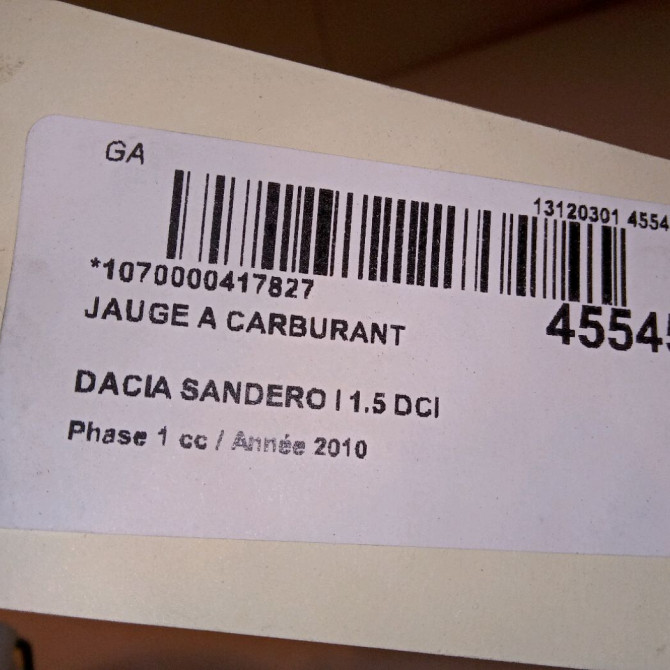 GA
13120301 4554
*1070000417827
JAUGE A CARBURANT
4554
DACIA SANDERO I 1.5 DCI
Phase 1 cc / Année 2010